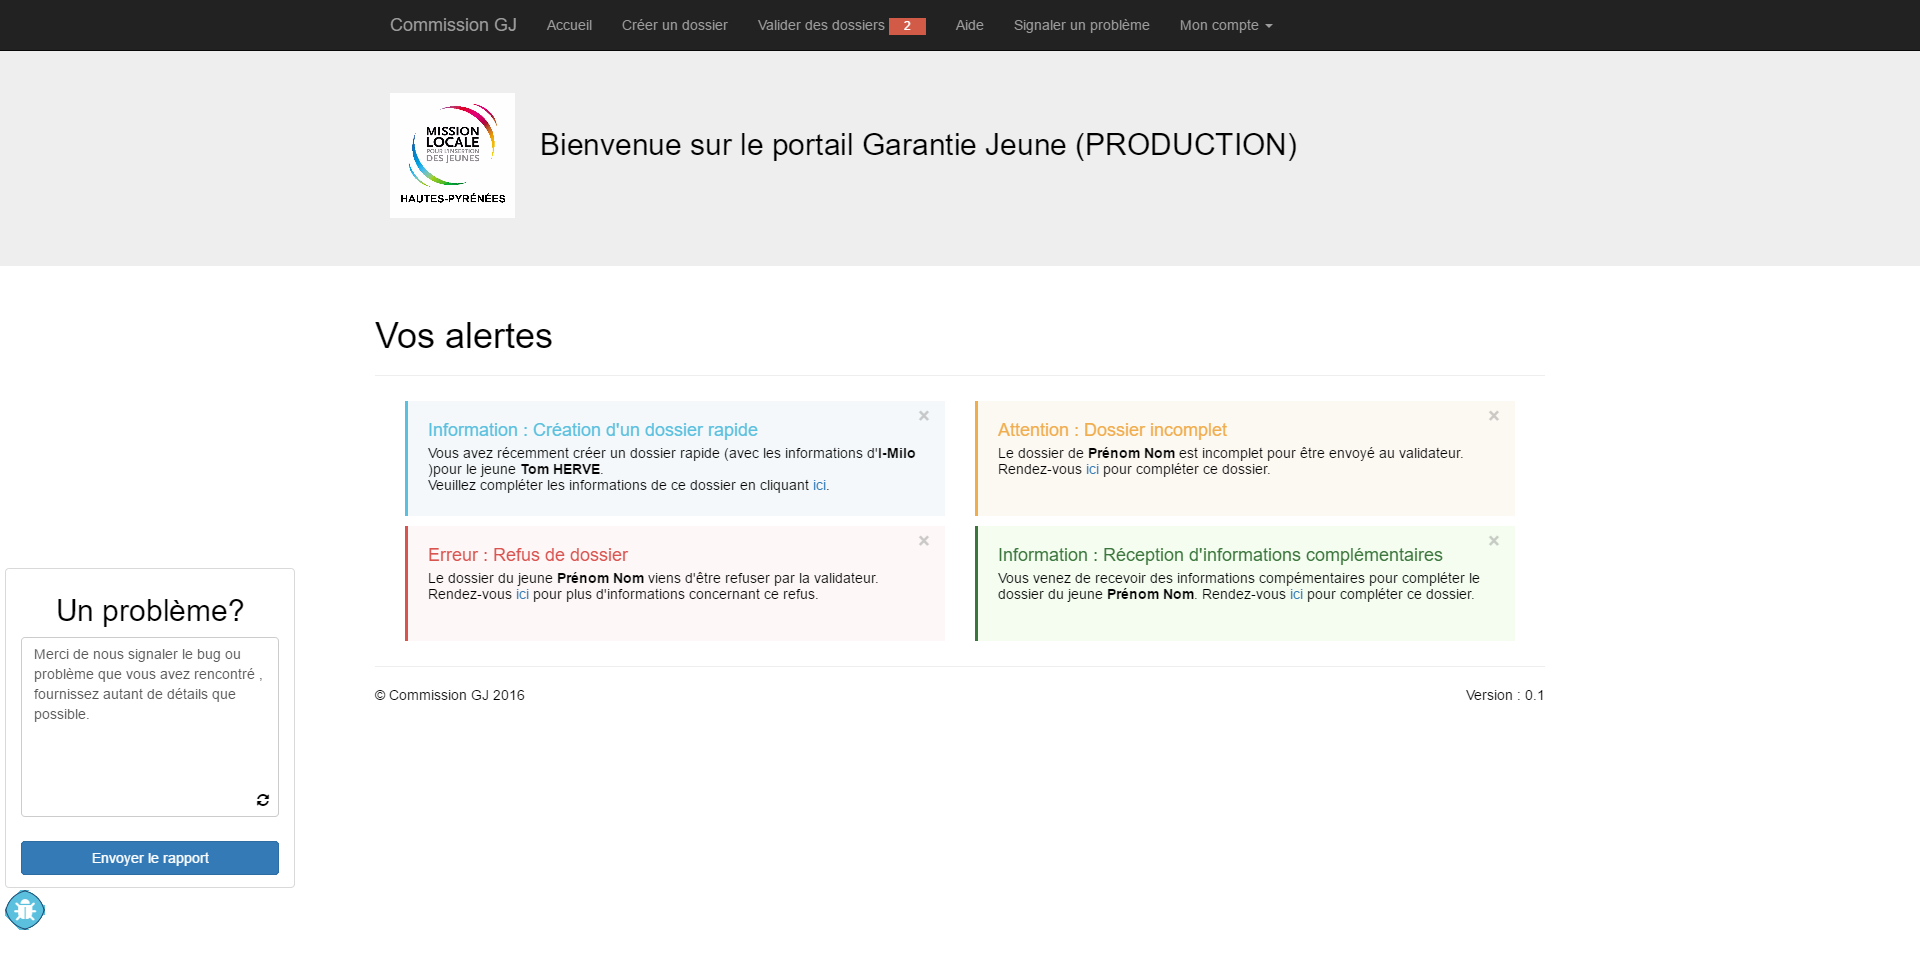 Commission GJ Accueil Créer un dossier Valider des dossiers 2 Aide Signaler un problème Mon compte
MISSION
LOCALE
POUR L'INSERTION
DES JEUNES
HAUTES-PYRÉNÉES
Bienvenue sur le portail Garantie Jeune (PRODUCTION)
Vos alertes
Information : Création d'un dossier rapide
Vous avez récemment créer un dossier rapide (avec les informations d'I-Milo
)pour le jeune Tom HERVE.
Veuillez compléter les informations de ce dossier en cliquant ici.
Attention : Dossier incomplet
Le dossier de Prénom Nom est incomplet pour être envoyé au validateur.
Rendez-vous ici pour compléter ce dossier.
Erreur : Refus de dossier
Le dossier du jeune Prénom Nom viens d'être refuser par la validateur.
Rendez-vous ici pour plus d'informations concernant ce refus.
Information : Réception d'informations complémentaires
Vous venez de recevoir des informations compémentaires pour compléter le
dossier du jeune Prénom Nom. Rendez-vous ici pour compléter ce dossier.
© Commission GJ 2016
Version : 0.1
Un problème?
Merci de nous signaler le bug ou
problème que vous avez rencontré ,
fournissez autant de détails que
possible.
Envoyer le rapport